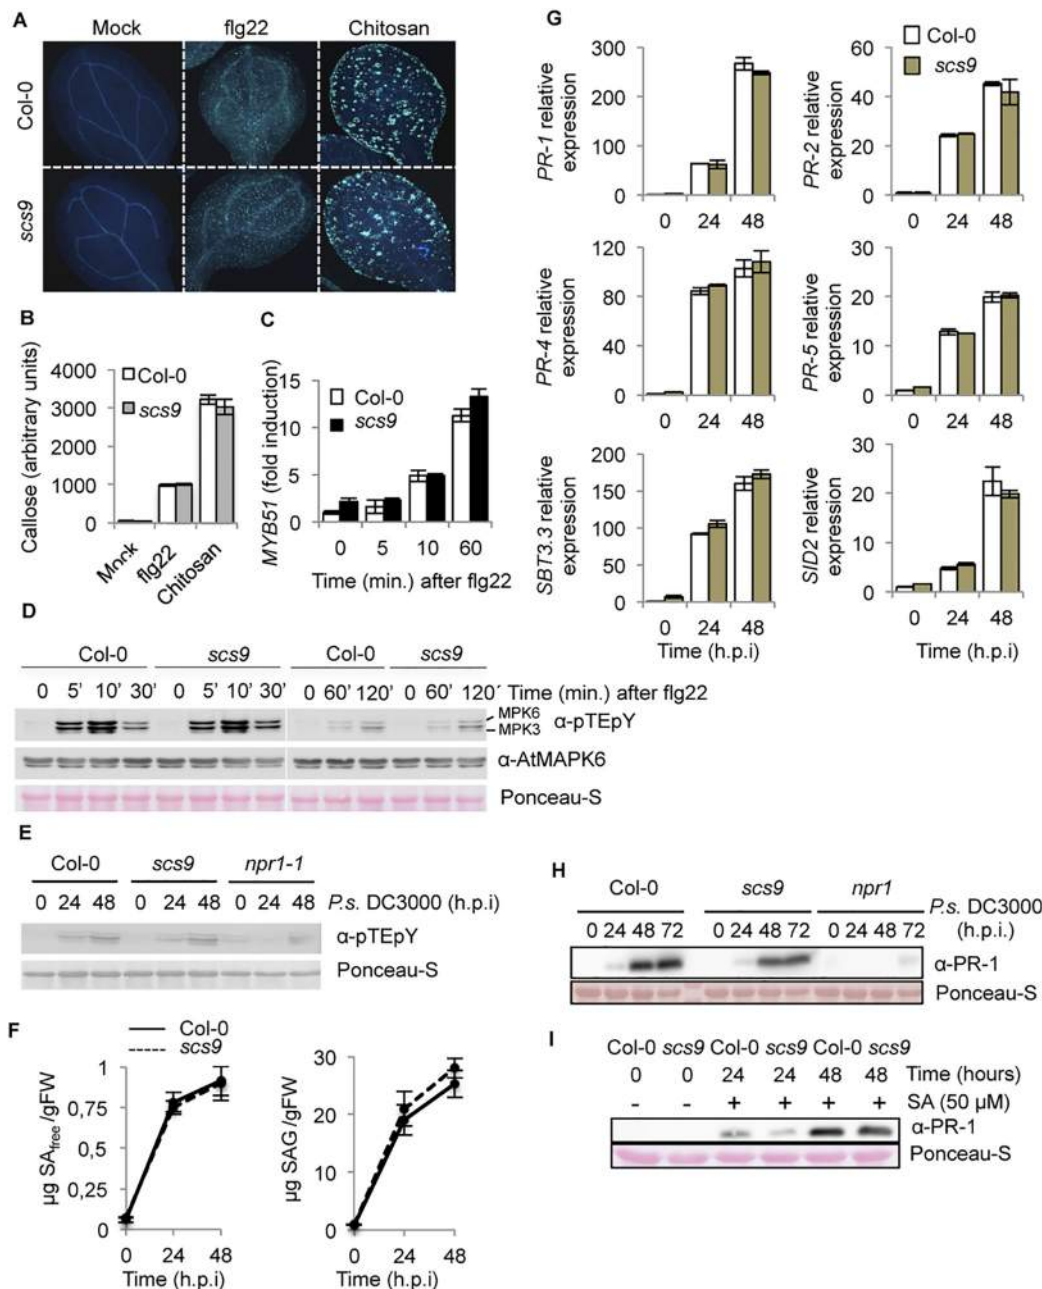 A
Mock flg22 Chitosan
Col-0
scs9
B
Callose (arbitrary units)
Col-0
scs9
4000
3000
2000
1000
0
Mock flg22 Chitosan
C
MYB51 (fold induction)
Col-0
scs9
15
10
5
0
0 5 10 60
Time (min.) after flg22
D
Col-0 scs9 Col-0 scs9
0 5' 10' 30' 0 5' 10' 30' 0 60' 120' 0 60' 120' Time (min.) after flg22
MPK6
MPK3
α-pTEpY
α-AtMAPK6
Ponceau-S
E
Col-0 scs9 npr1-1
0 24 48 0 24 48 0 24 48 P.s. DC3000 (h.p.i)
α-pTEpY
Ponceau-S
F
Col-0
scs9
µg SAfree /gFW
1
0,75
0,5
0,25
0
0 24 48
Time (h.p.i)
µg SAG /gFW
30
20
10
0
0 24 48
Time (h.p.i)
G
Col-0
scs9
PR-1 relative
expression
300
200
100
0
0 24 48
PR-2 relative
expression
60
40
20
0
0 24 48
PR-4 relative
expression
120
80
40
0
0 24 48
PR-5 relative
expression
30
20
10
0
0 24 48
SBT3.3 relative
expression
200
150
100
50
0
0 24 48
Time (h.p.i)
SID2 relative
expression
30
20
10
0
0 24 48
Time (h.p.i)
H
Col-0 scs9 npr1
P.s. DC3000
0 24 48 72 0 24 48 72 0 24 48 72 (h.p.i.)
α-PR-1
Ponceau-S
I
Col-0 scs9 Col-0 scs9 Col-0 scs9
0 0 24 24 48 48 Time (hours)
- - + + + + SA (50 µM)
α-PR-1
Ponceau-S